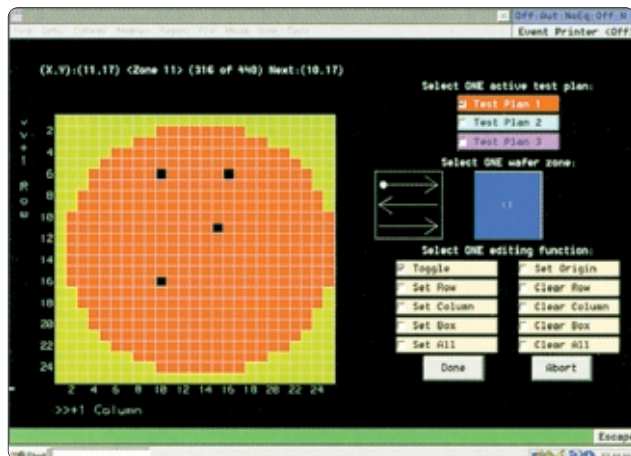 Off:Aut:NoEq:Off:N
Event Printer <Off
(X,Y):(11,17) <Zone 11> (316 of 440) Next:(10,17)
Select ONE active test plan:
Test Plan 1
Test Plan 2
Test Plan 3
Select ONE wafer zone:
11
Select ONE editing function:
Toggle
Set Origin
Set Row
Clear Row
Set Column
Clear Column
Set Box
Clear Box
Set All
Clear All
Done
Abort
vv+1 Row
2
4
6
8
10
12
14
16
18
20
22
24
2 4 6 8 10 12 14 16 18 20 22 24
>>+1 Column
Escape